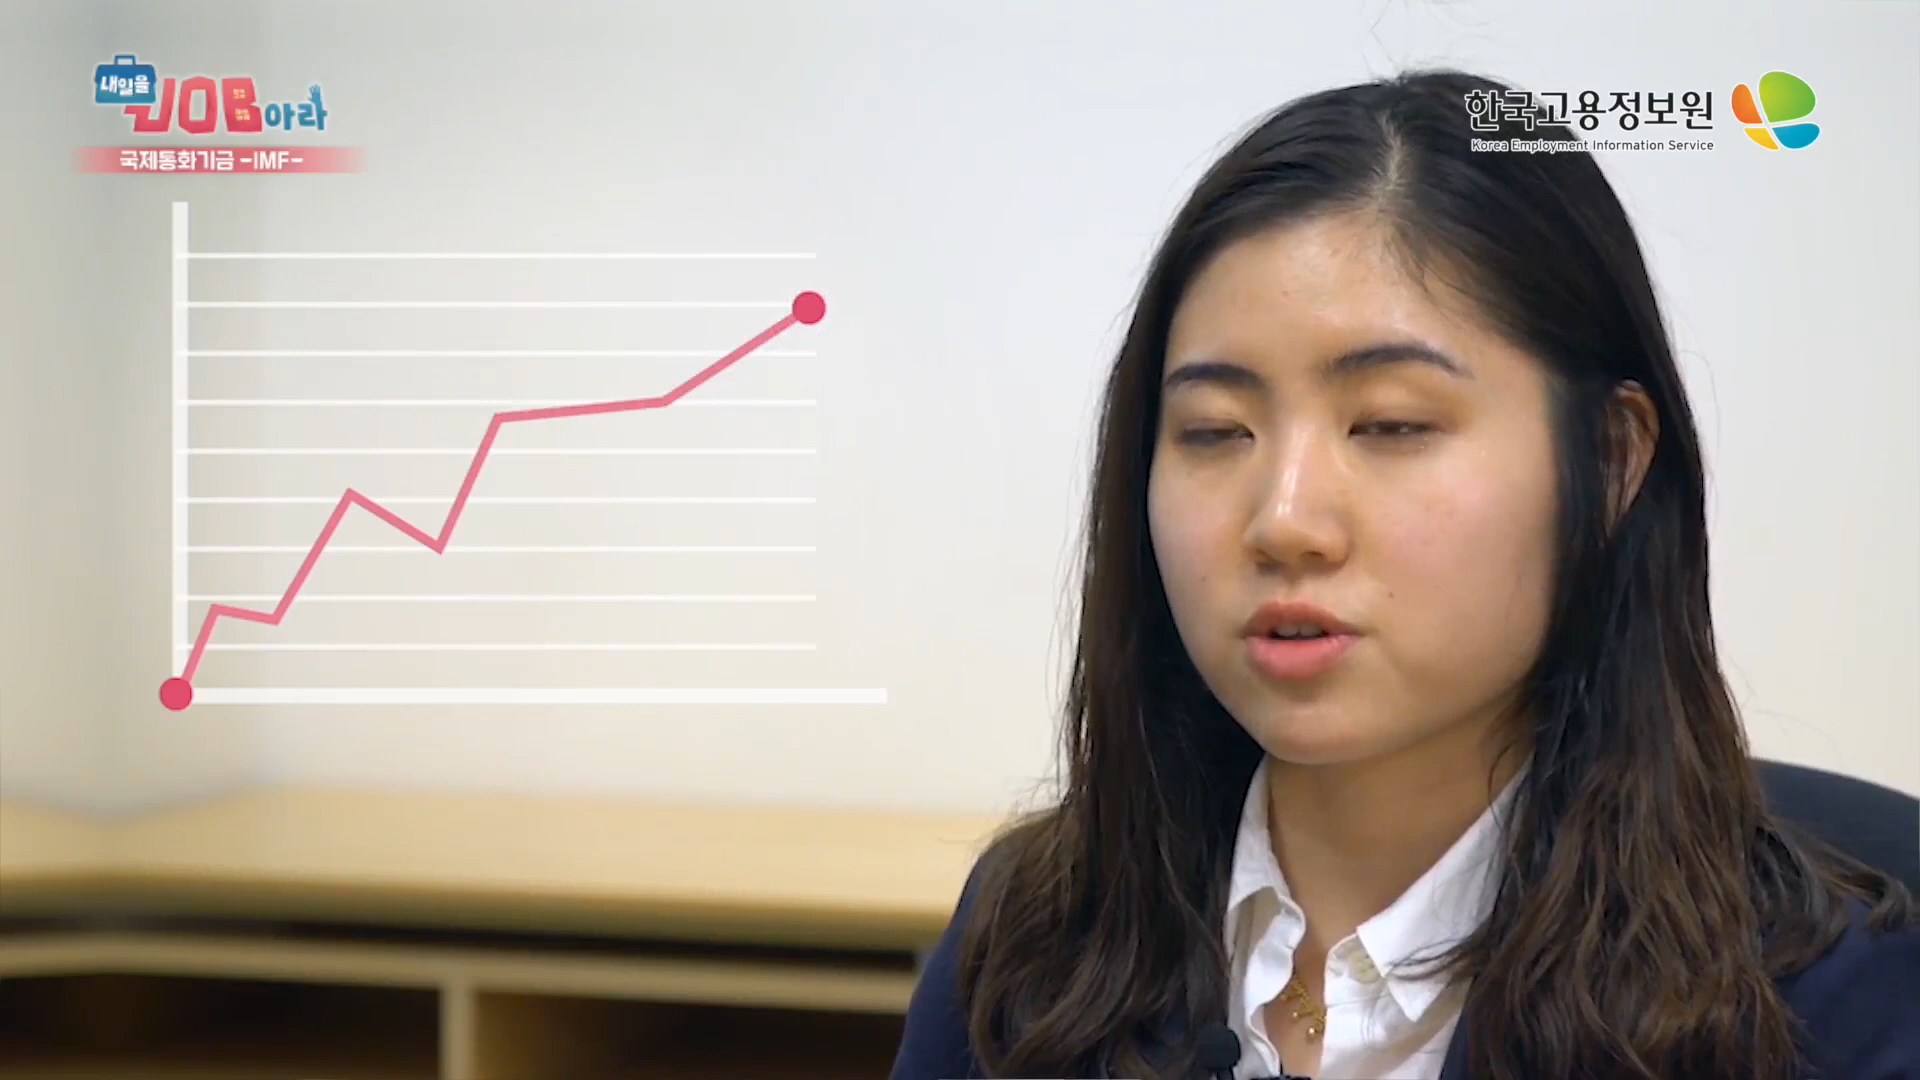 내일을
JOB아라
국제통화기금 -IMF-
한국고용정보원
Korea Employment Information Service